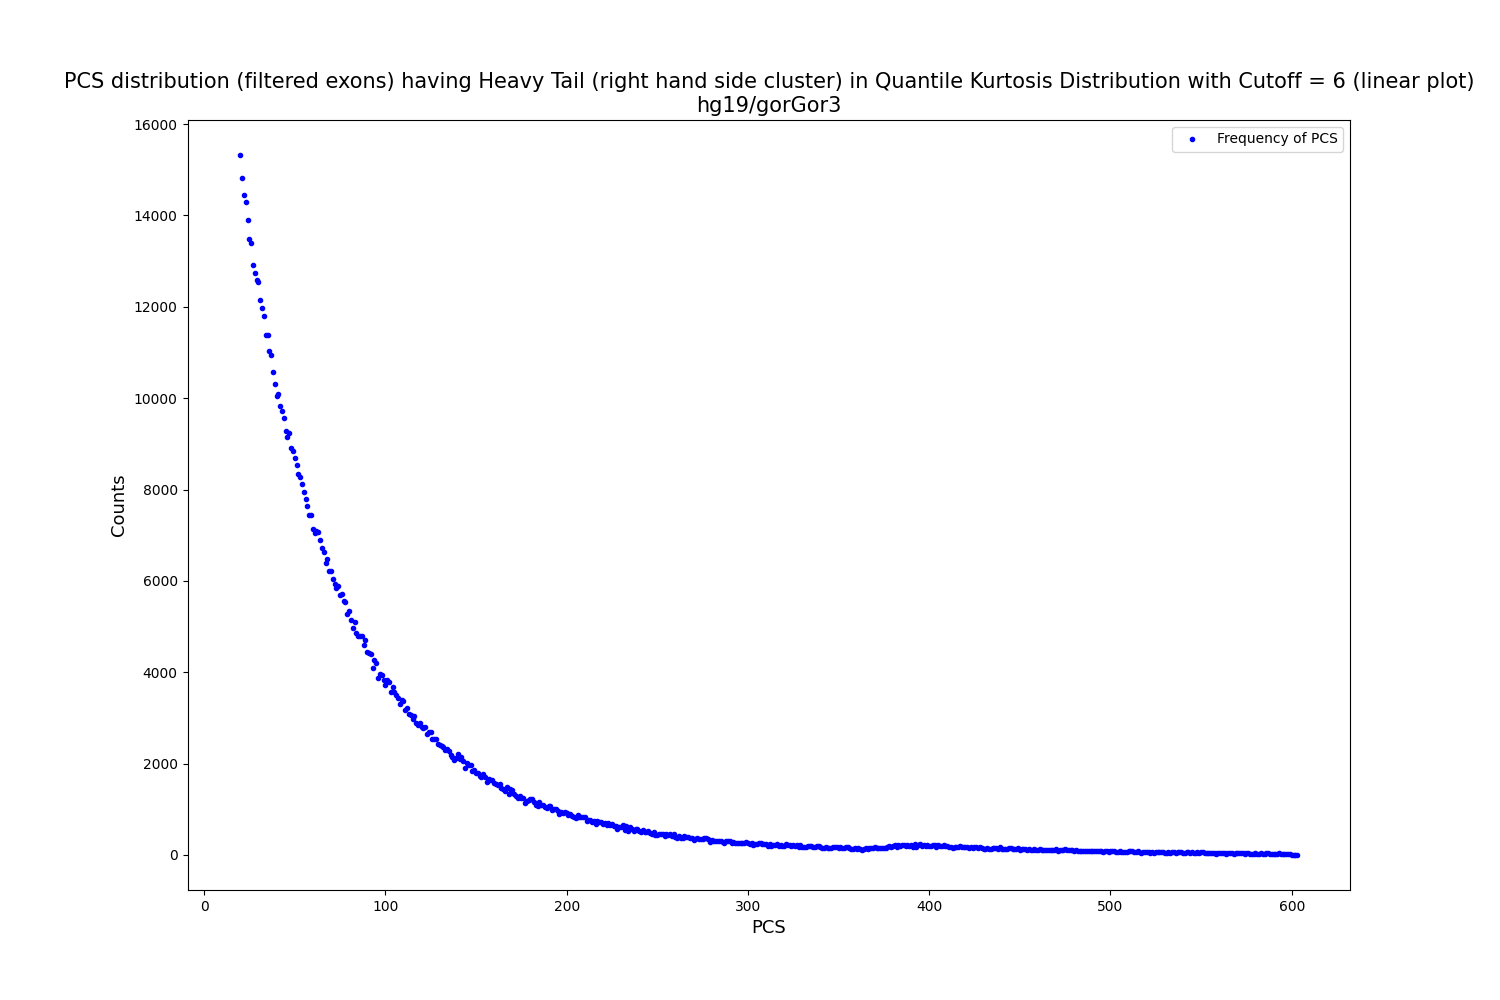 PCS distribution (filtered exons) having Heavy Tail (right hand side cluster) in Quantile Kurtosis Distribution with Cutoff = 6 (linear plot)
hg19/gorGor3
Frequency of PCS
16000
14000
12000
10000
8000
6000
4000
2000
0
Counts
0 100 200 300 400 500 600
PCS